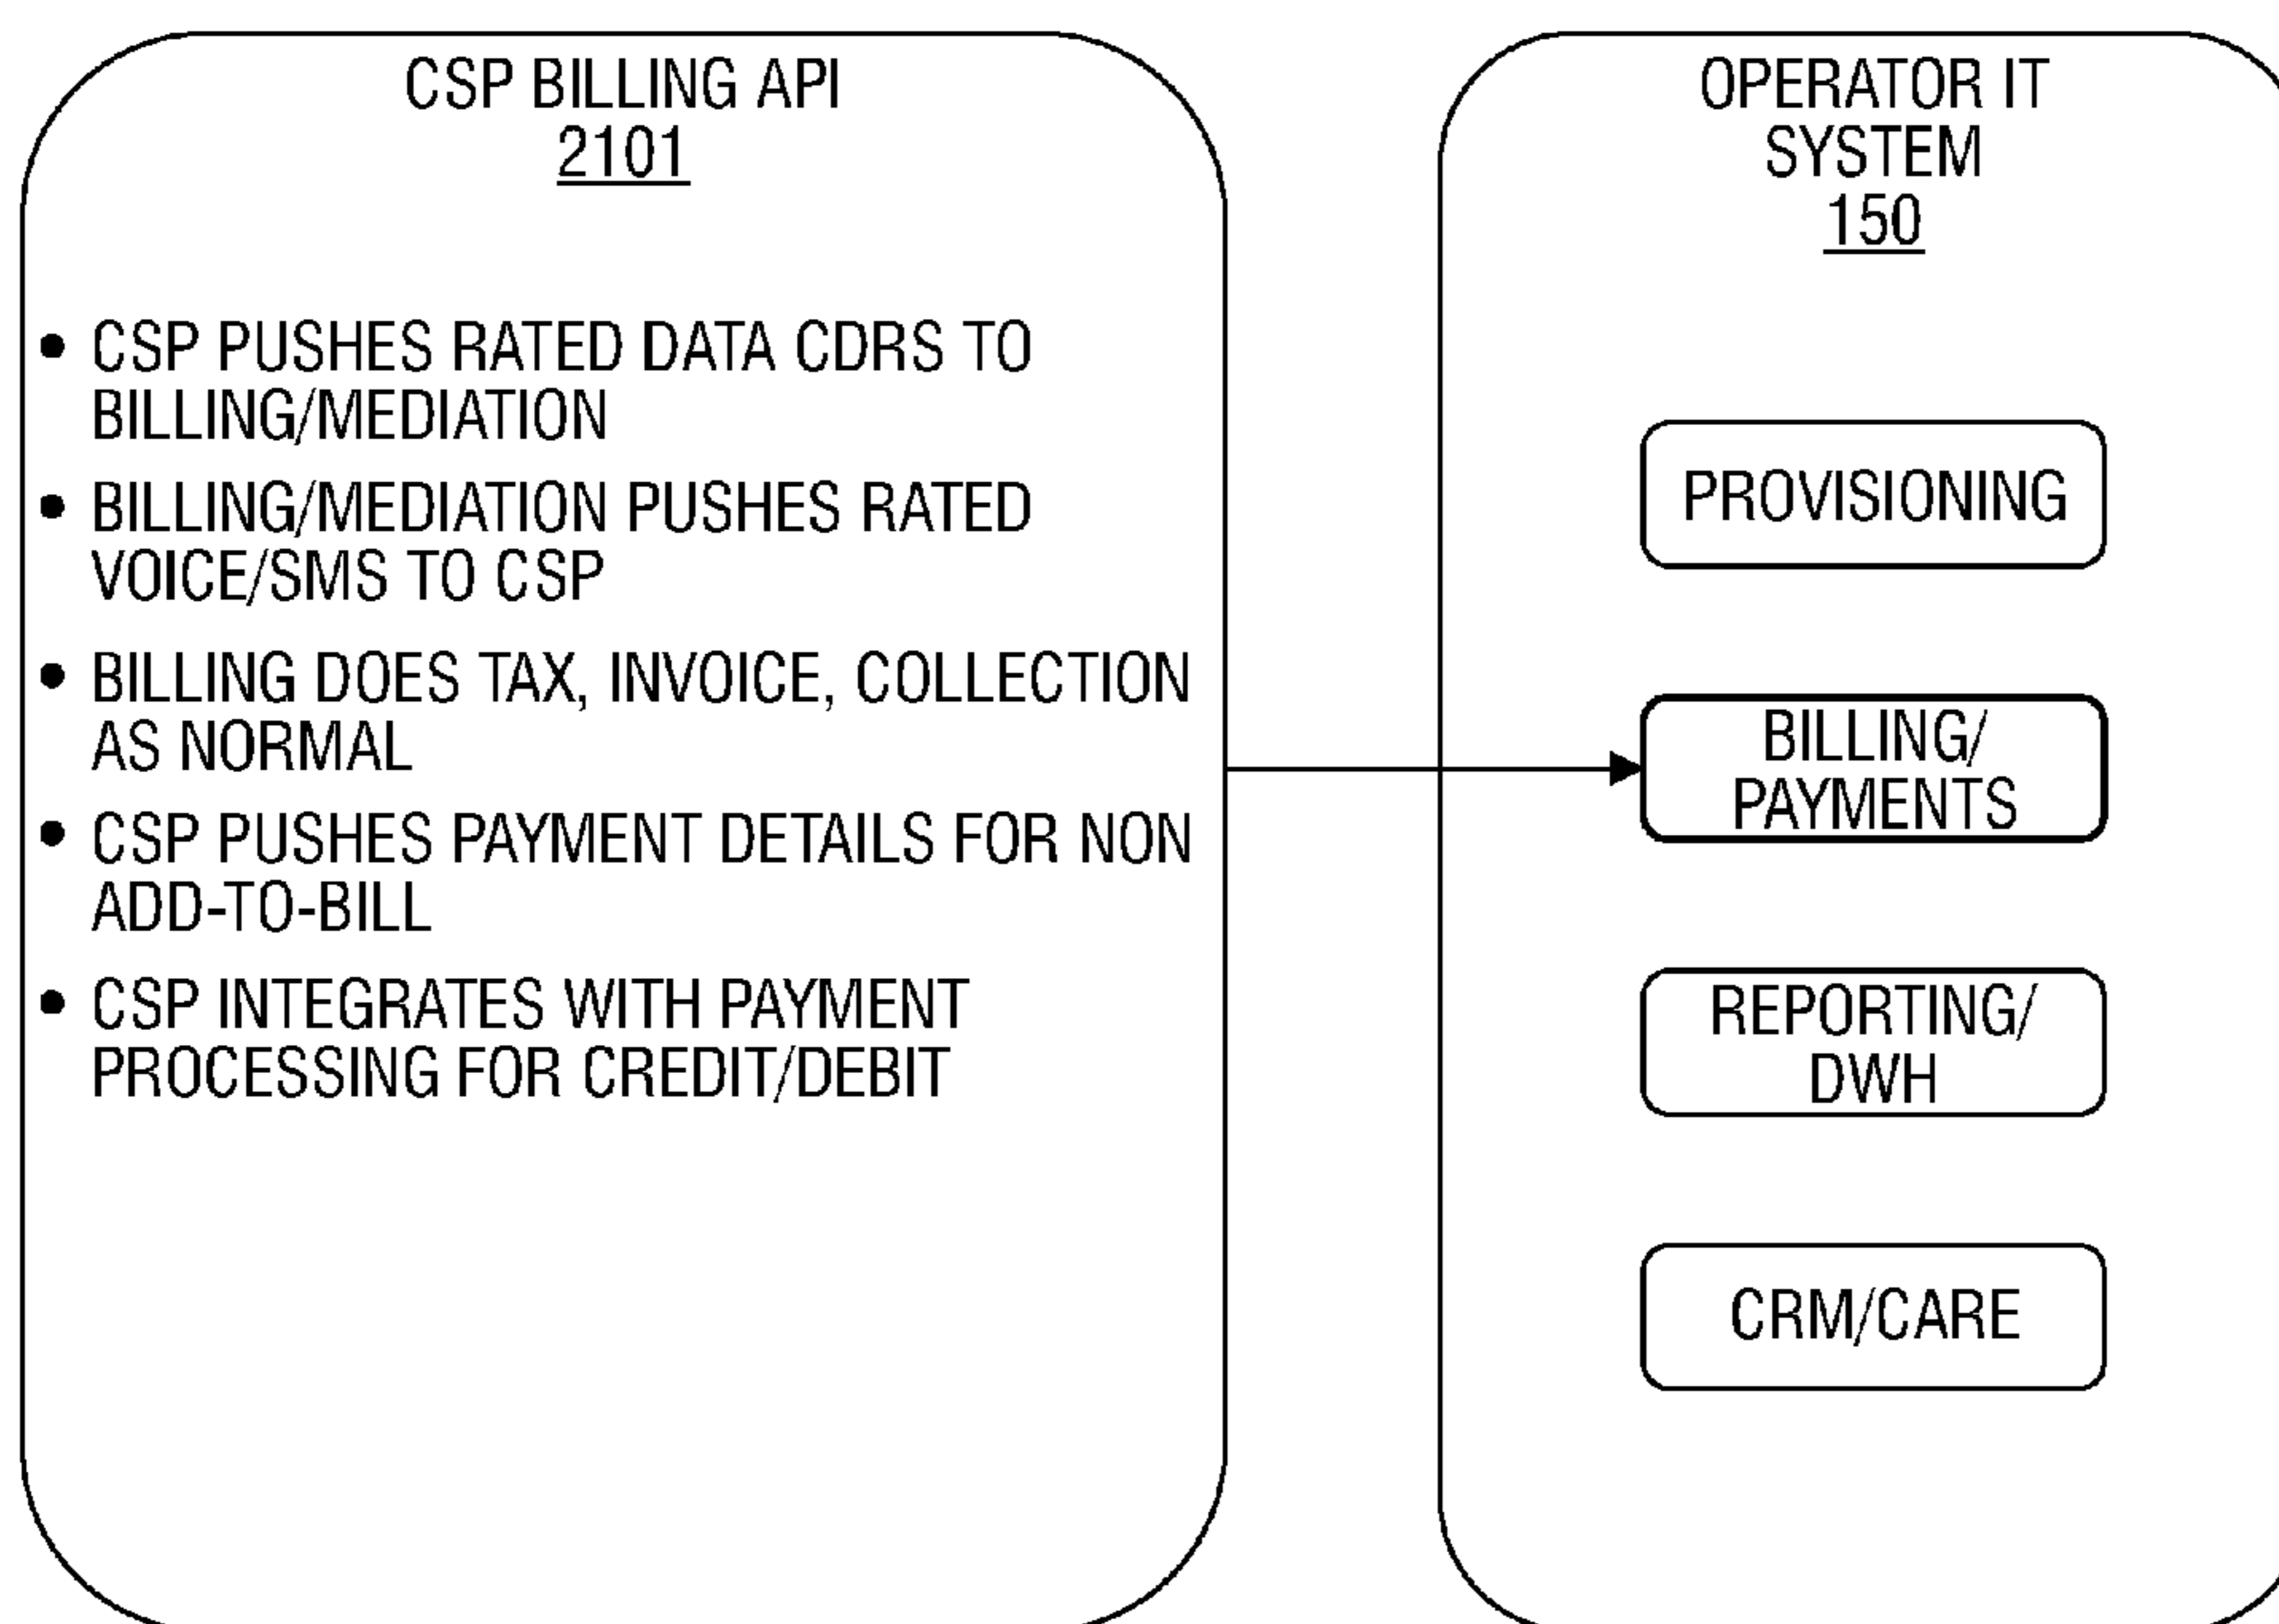 CSP BILLING API
2101
• CSP PUSHES RATED DATA CDRS TO
BILLING/MEDIATION
• BILLING/MEDIATION PUSHES RATED
VOICE/SMS TO CSP
• BILLING DOES TAX, INVOICE, COLLECTION
AS NORMAL
• CSP PUSHES PAYMENT DETAILS FOR NON
ADD-TO-BILL
• CSP INTEGRATES WITH PAYMENT
PROCESSING FOR CREDIT/DEBIT
OPERATOR IT
SYSTEM
150
PROVISIONING
BILLING/
PAYMENTS
REPORTING/
DWH
CRM/CARE